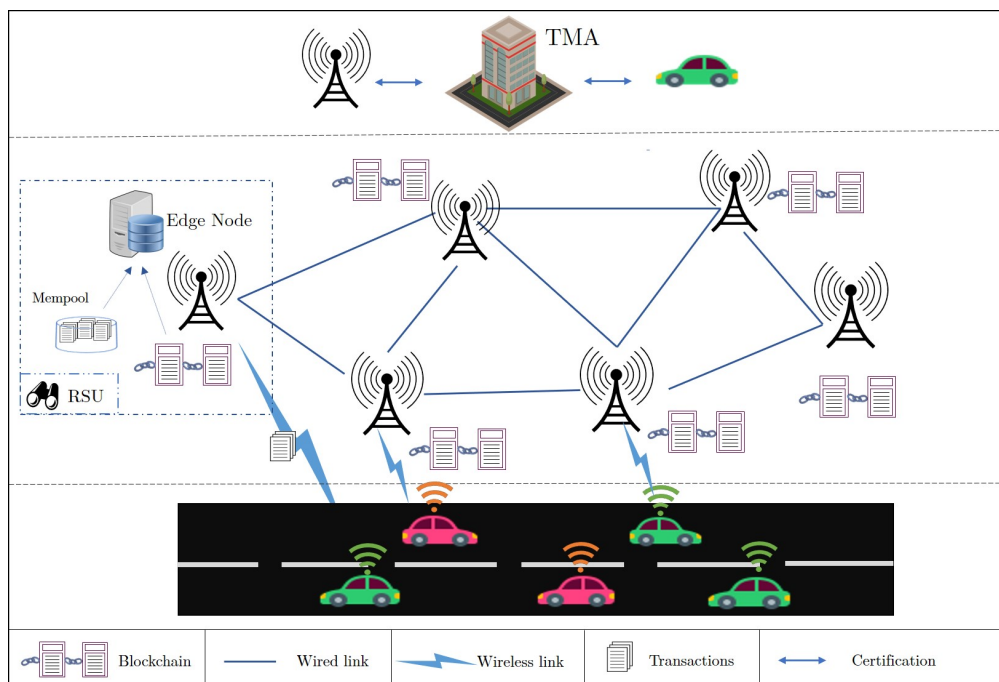 TMA
Edge Node
Mempool
RSU
Blockchain
Wired link
Wireless link
Transactions
Certification